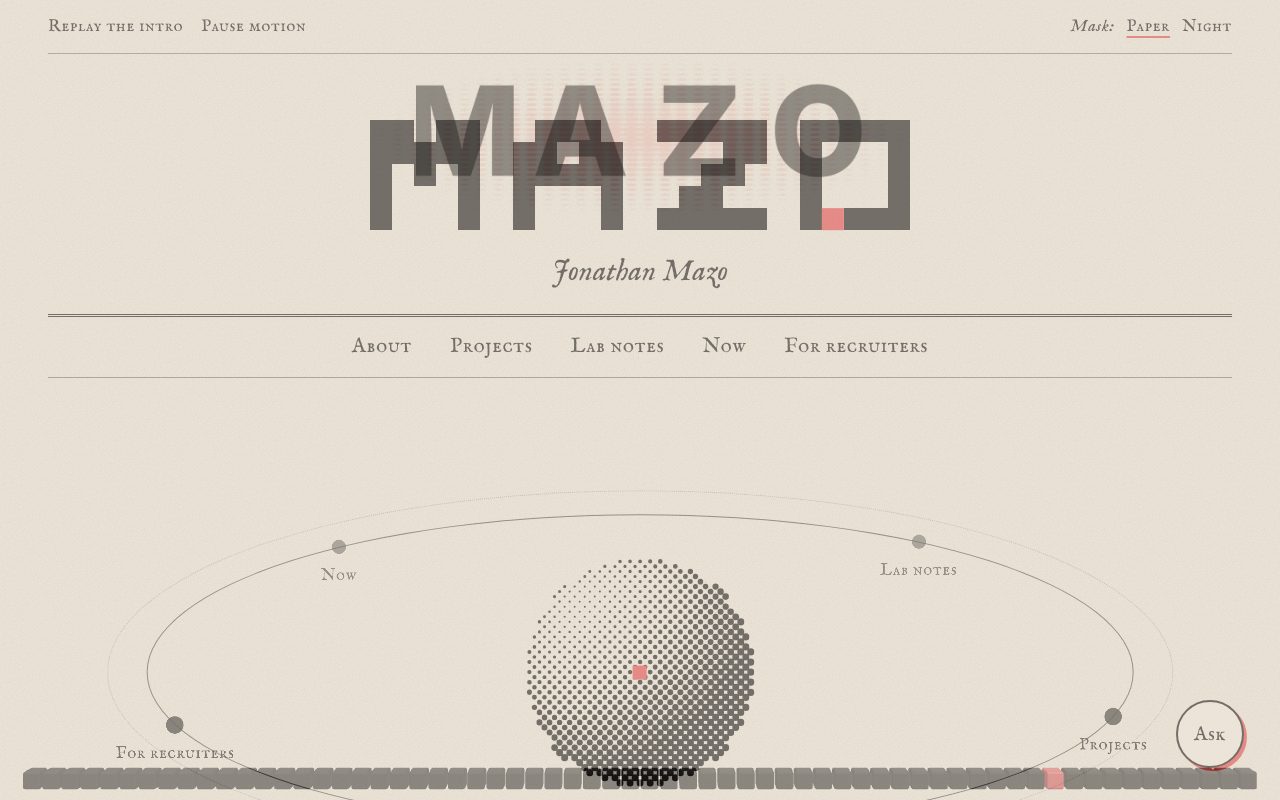 Replay the intro Pause motion Mask: Paper Night
MAZO
MAZO
Jonathan Mazo
About Projects Lab notes Now For recruiters
Now Lab notes
For recruiters Projects Ask